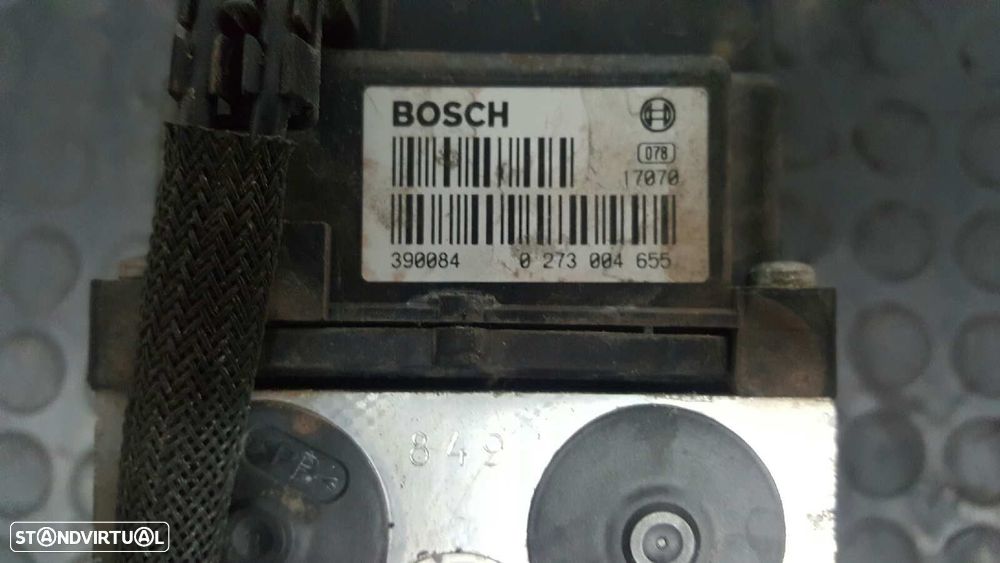 BOSCH
078
17070
390084 0 273 004 655
849
STANDVIRTUAL